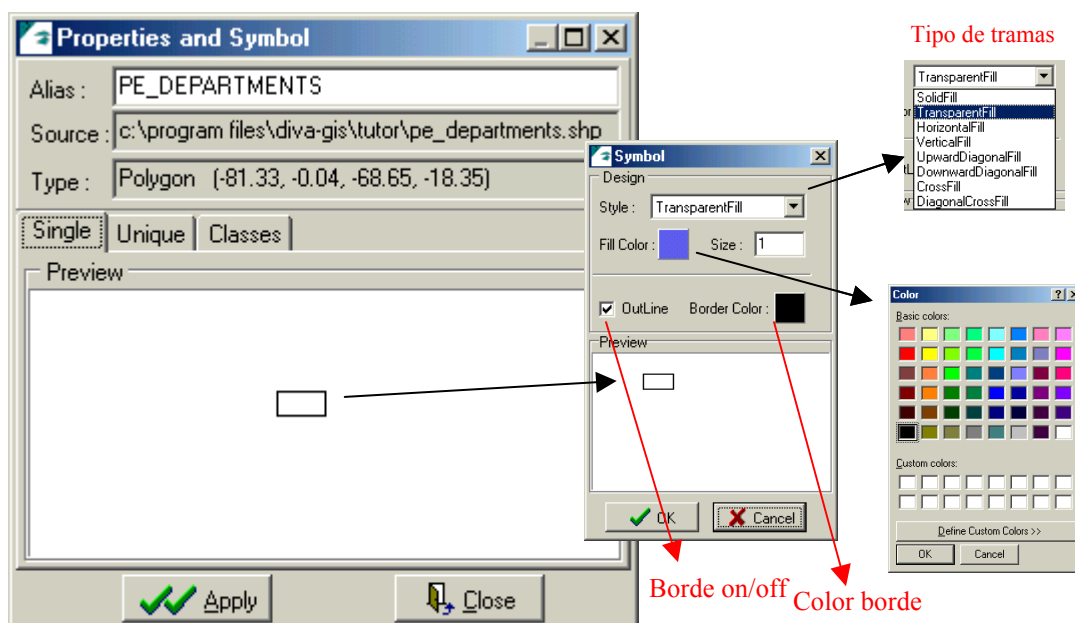 Properties and Symbol
Alias : PE_DEPARTMENTS
Source : c:\program files\diva-gis\tutor\pe_departments.shp
Type : Polygon (-81.33, -0.04, -68.65, -18.35)
Single Unique Classes
Preview
Apply Close
Symbol
Design
Style : TransparentFill
Fill Color : Size : 1
OutLine Border Color :
Preview
OK Cancel
Borde on/off
Color borde
Tipo de tramas
TransparentFill
SolidFill
TransparentFill
HorizontalFill
VerticalFill
UpwardDiagonalFill
DownwardDiagonalFill
CrossFill
DiagonalCrossFill
Color
Basic colors:
Custom colors:
Define Custom Colors >>
OK Cancel